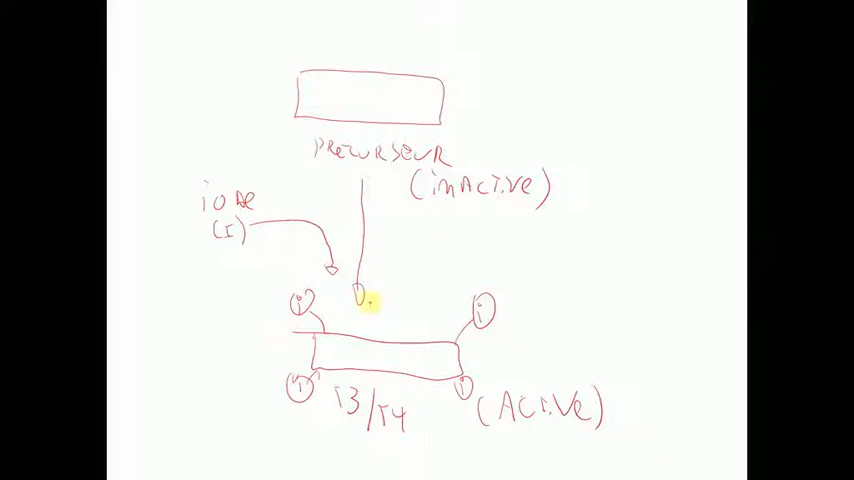 PRECURSEUR
(inActive)
iode
(I)
i
i
i
i
T3/T4
(Active)